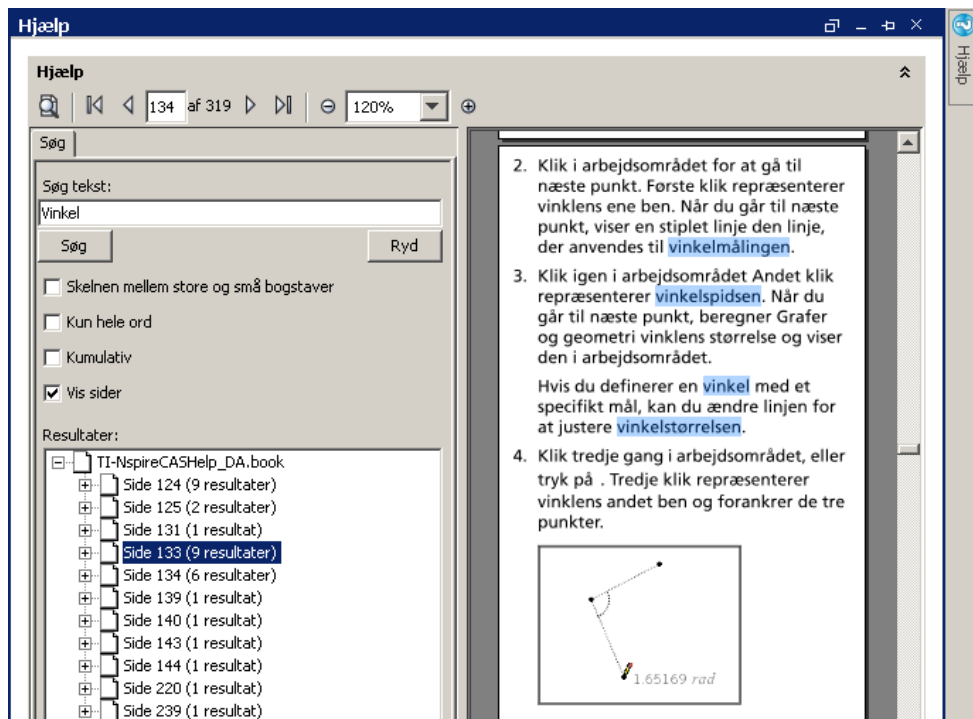 Hjælp
Hjælp
Hjælp
134 af 319 120%
Søg
Søg tekst:
Vinkel
Søg Ryd
Skelnen mellem store og små bogstaver
Kun hele ord
Kumulativ
Vis sider
Resultater:
TI-NspireCASHelp_DA.book
Side 124 (9 resultater)
Side 125 (2 resultater)
Side 131 (1 resultat)
Side 133 (9 resultater)
Side 134 (6 resultater)
Side 139 (1 resultat)
Side 140 (1 resultat)
Side 143 (1 resultat)
Side 144 (1 resultat)
Side 220 (1 resultat)
Side 239 (1 resultat)
2. Klik i arbejdsområdet for at gå til
næste punkt. Første klik repræsenterer
vinklens ene ben. Når du går til næste
punkt, viser en stiplet linje den linje,
der anvendes til vinkelmålingen.
3. Klik igen i arbejdsområdet Andet klik
repræsenterer vinkelspidsen. Når du
går til næste punkt, beregner Grafer
og geometri vinklens størrelse og viser
den i arbejdsområdet.
Hvis du definerer en vinkel med et
specifikt mål, kan du ændre linjen for
at justere vinkelstørrelsen.
4. Klik tredje gang i arbejdsområdet, eller
tryk på . Tredje klik repræsenterer
vinklens andet ben og forankrer de tre
punkter.
1.65169 rad